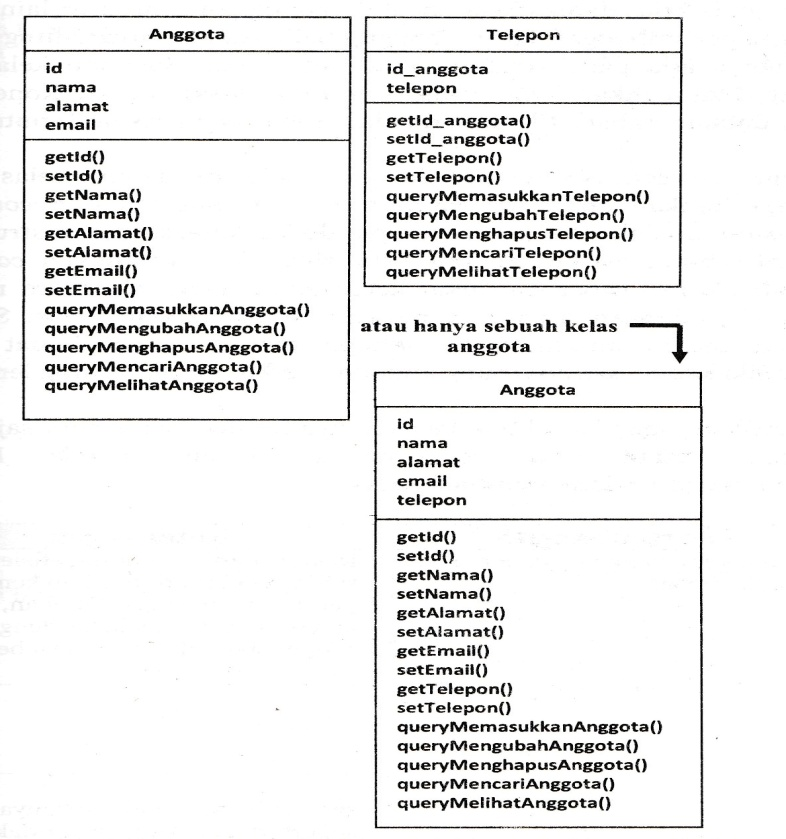 Anggota
id
nama
alamat
email
getId()
setId()
getNama()
setNama()
getAlamat()
setAlamat()
getEmail()
setEmail()
queryMemasukkanAnggota()
queryMengubahAnggota()
queryMenghapusAnggota()
queryMencariAnggota()
queryMelihatAnggota()
Telepon
id_anggota
telepon
getId_anggota()
setId_anggota()
getTelepon()
setTelepon()
queryMemasukkanTelepon()
queryMengubahTelepon()
queryMenghapusTelepon()
queryMencariTelepon()
queryMelihatTelepon()
atau hanya sebuah kelas
anggota
Anggota
id
nama
alamat
email
telepon
getId()
setId()
getNama()
setNama()
getAlamat()
setAlamat()
getEmail()
setEmail()
getTelepon()
setTelepon()
queryMemasukkanAnggota()
queryMengubahAnggota()
queryMenghapusAnggota()
queryMencariAnggota()
queryMelihatAnggota()